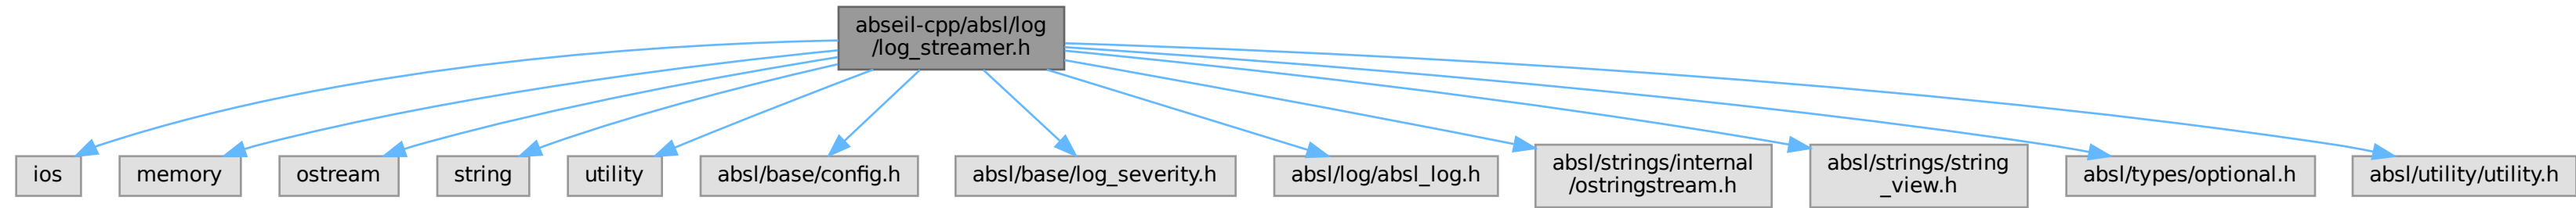 abseil-cpp/absl/log
/log_streamer.h
ios
memory
ostream
string
utility
absl/base/config.h
absl/base/log_severity.h
absl/log/absl_log.h
absl/strings/internal
/ostringstream.h
absl/strings/string
_view.h
absl/types/optional.h
absl/utility/utility.h